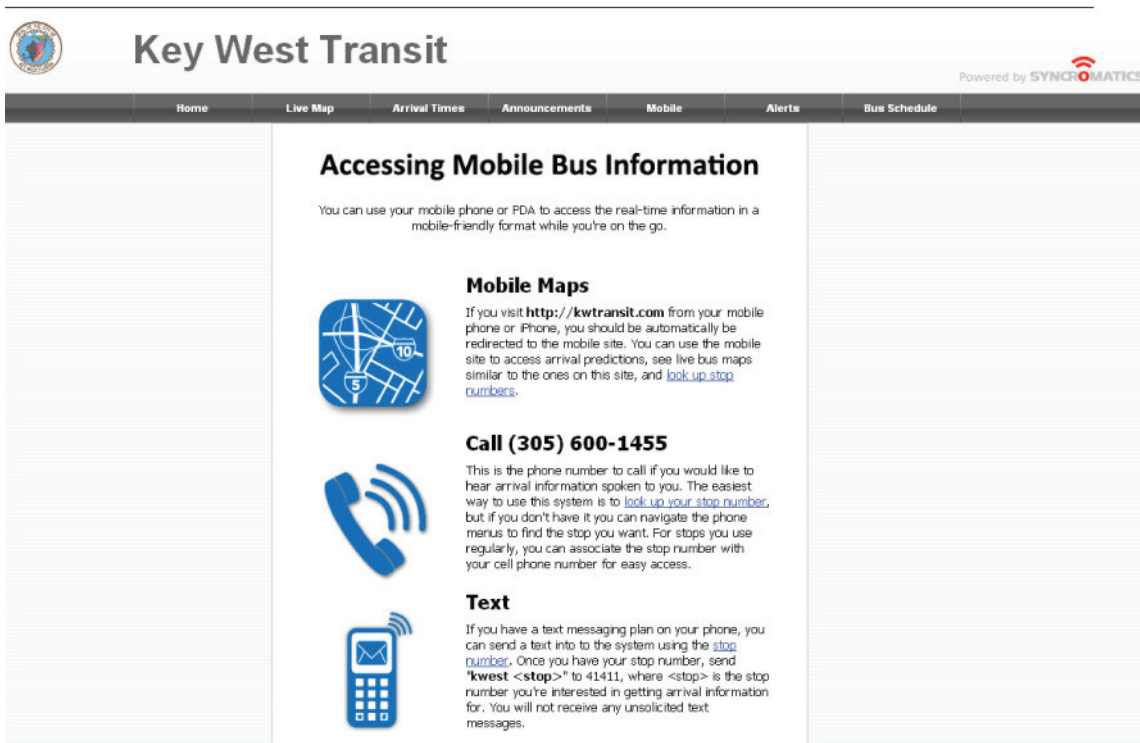 Key West Transit
Powered by SYNCROMATICS
Home Live Map Arrival Times Announcements Mobile Alerts Bus Schedule
Accessing Mobile Bus Information
You can use your mobile phone or PDA to access the real-time information in a
mobile-friendly format while you're on the go.
Mobile Maps
If you visit http://kwtransit.com from your mobile
phone or iPhone, you should be automatically be
redirected to the mobile site. You can use the mobile
site to access arrival predictions, see live bus maps
similar to the ones on this site, and look up stop
numbers.
10
5
Call (305) 600-1455
This is the phone number to call if you would like to
hear arrival information spoken to you. The easiest
way to use this system is to look up your stop number,
but if you don't have it you can navigate the phone
menus to find the stop you want. For stops you use
regularly, you can associate the stop number with
your cell phone number for easy access.
Text
If you have a text messaging plan on your phone, you
can send a text into to the system using the stop
number. Once you have your stop number, send
"kwest <stop>" to 41411, where <stop> is the stop
number you're interested in getting arrival information
for. You will not receive any unsolicited text
messages.